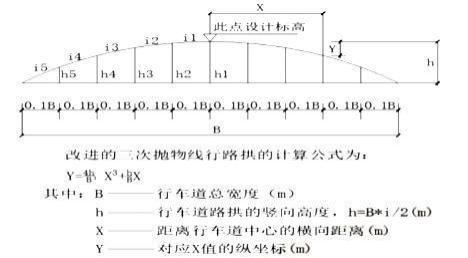 X
此点设计标高
i5 i4 i3 i2 i1
Y
h5 h4 h3 h2 h1 h
0.1B 0.1B 0.1B 0.1B 0.1B 0.1B 0.1B 0.1B 0.1B 0.1B
B
改进的三次抛物线行路拱的计算公式为:
Y= X³+ X
其中: B —— 行车道总宽度 (m)
h —— 行车道路拱的竖向高度, h=B*i/2(m)
X —— 距离行车道中心的横向距离(m)
Y —— 对应X值的纵坐标(m)